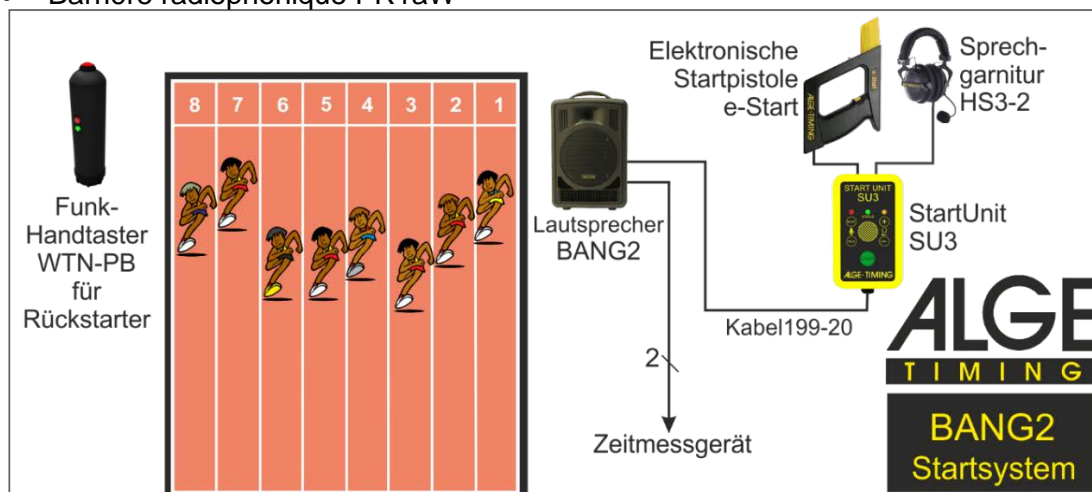 Barrière radiophonique PR1aW
8 7 6 5 4 3 2 1
Funk-
Handtaster
WTN-PB
für
Rückstarter
Lautsprecher
BANG2
Elektronische
Startpistole
e-Start
ALGE-TIMING
Sprech-
garnitur
HS3-2
START UNIT
SU3
ALGE-TIMING
StartUnit
SU3
Kabel199-20
2
Zeitmessgerät
ALGE
TIMING
BANG2
Startsystem